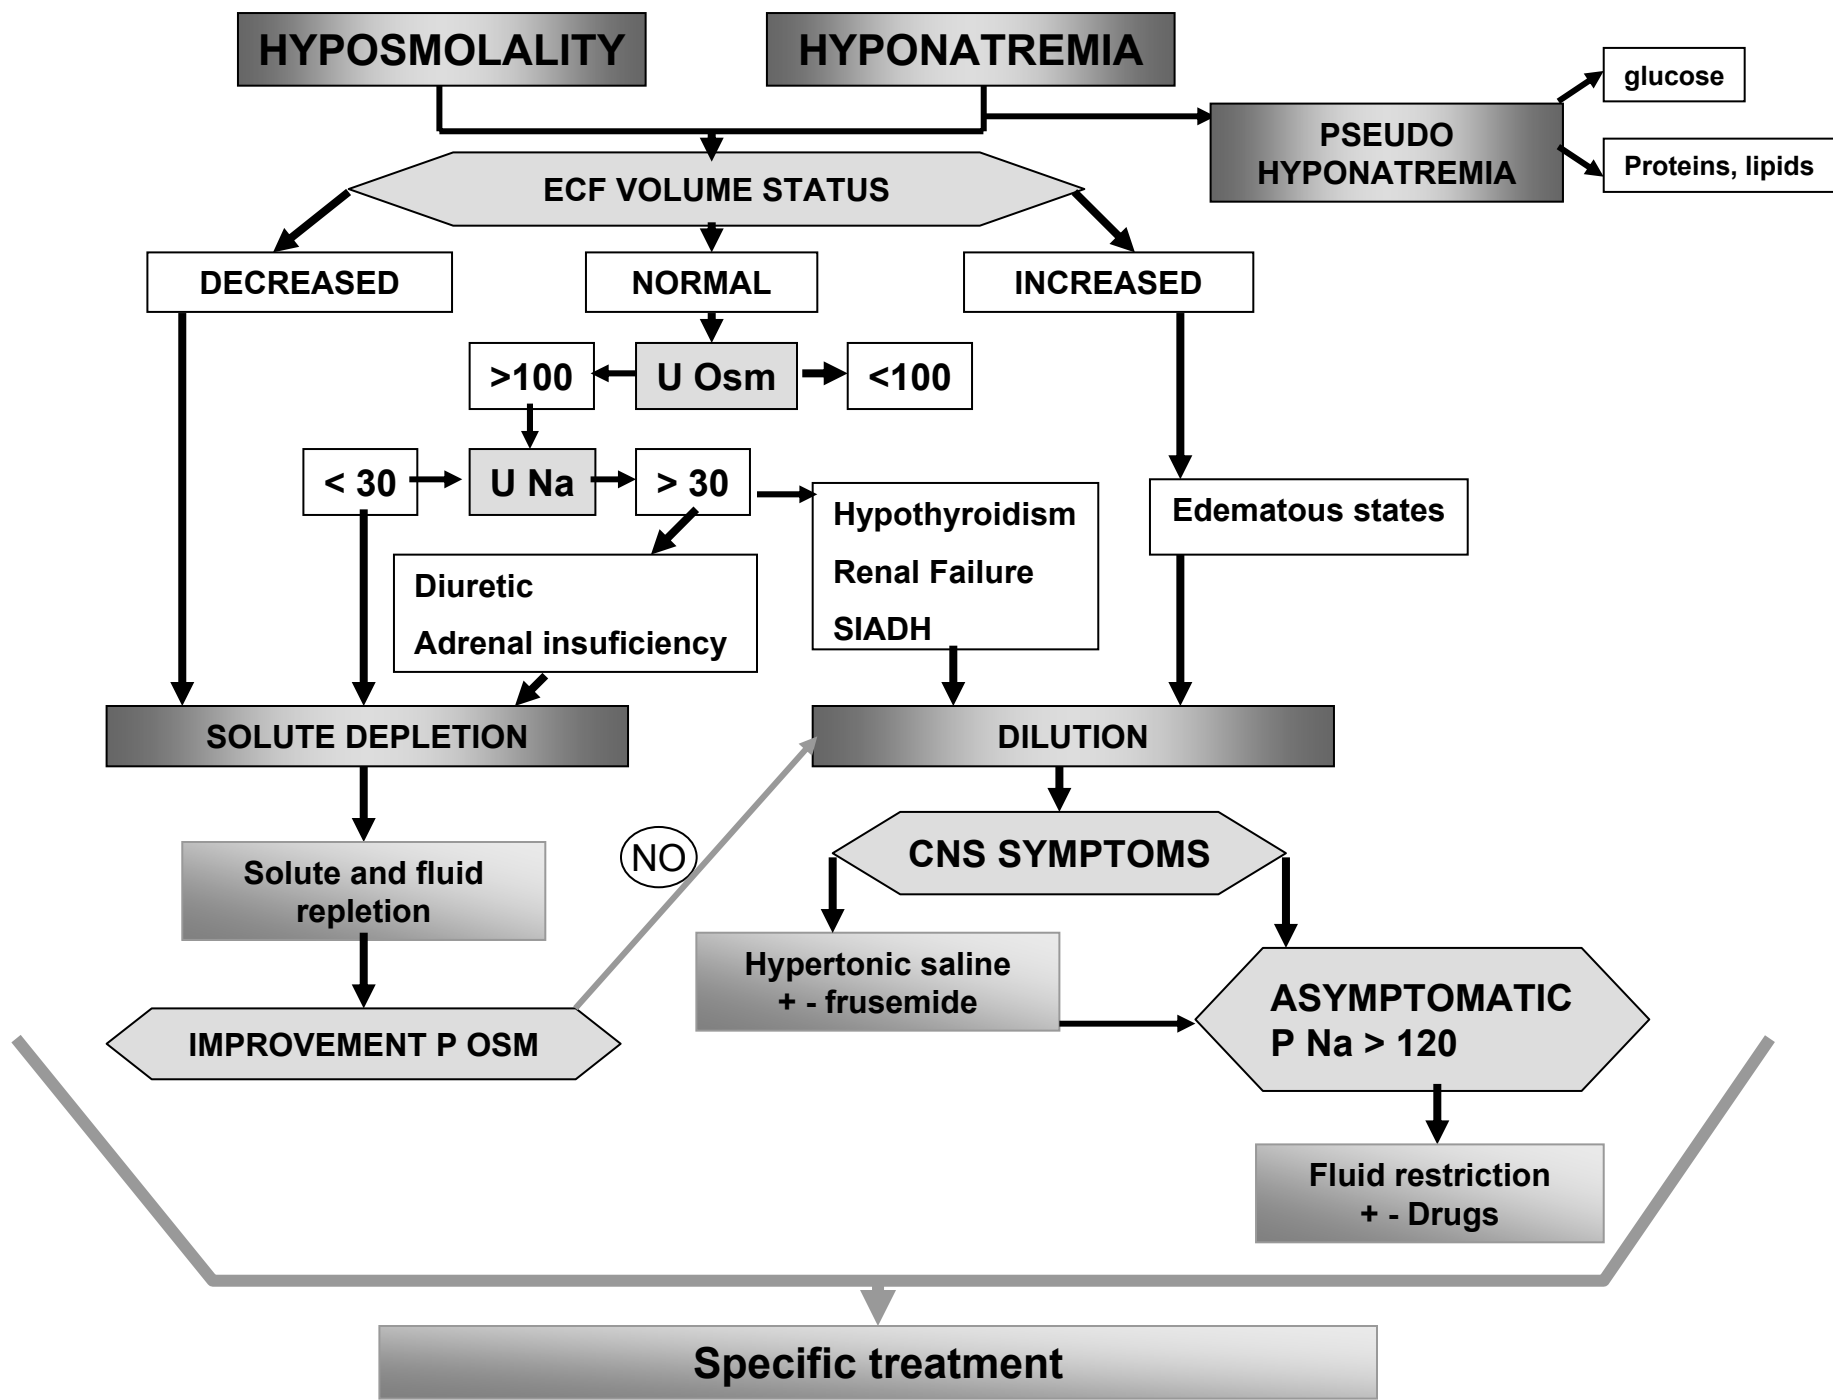 HYPOSMOLALITY
HYPONATREMIA
glucose
PSEUDO
HYPONATREMIA
Proteins, lipids
ECF VOLUME STATUS
DECREASED
NORMAL
INCREASED
>100
U Osm
<100
< 30
U Na
> 30
Hypothyroidism
Renal Failure
SIADH
Edematous states
Diuretic
Adrenal insuficiency
SOLUTE DEPLETION
DILUTION
Solute and fluid
repletion
NO
CNS SYMPTOMS
Hypertonic saline
+ - frusemide
ASYMPTOMATIC
P Na > 120
IMPROVEMENT P OSM
Fluid restriction
+ - Drugs
Specific treatment